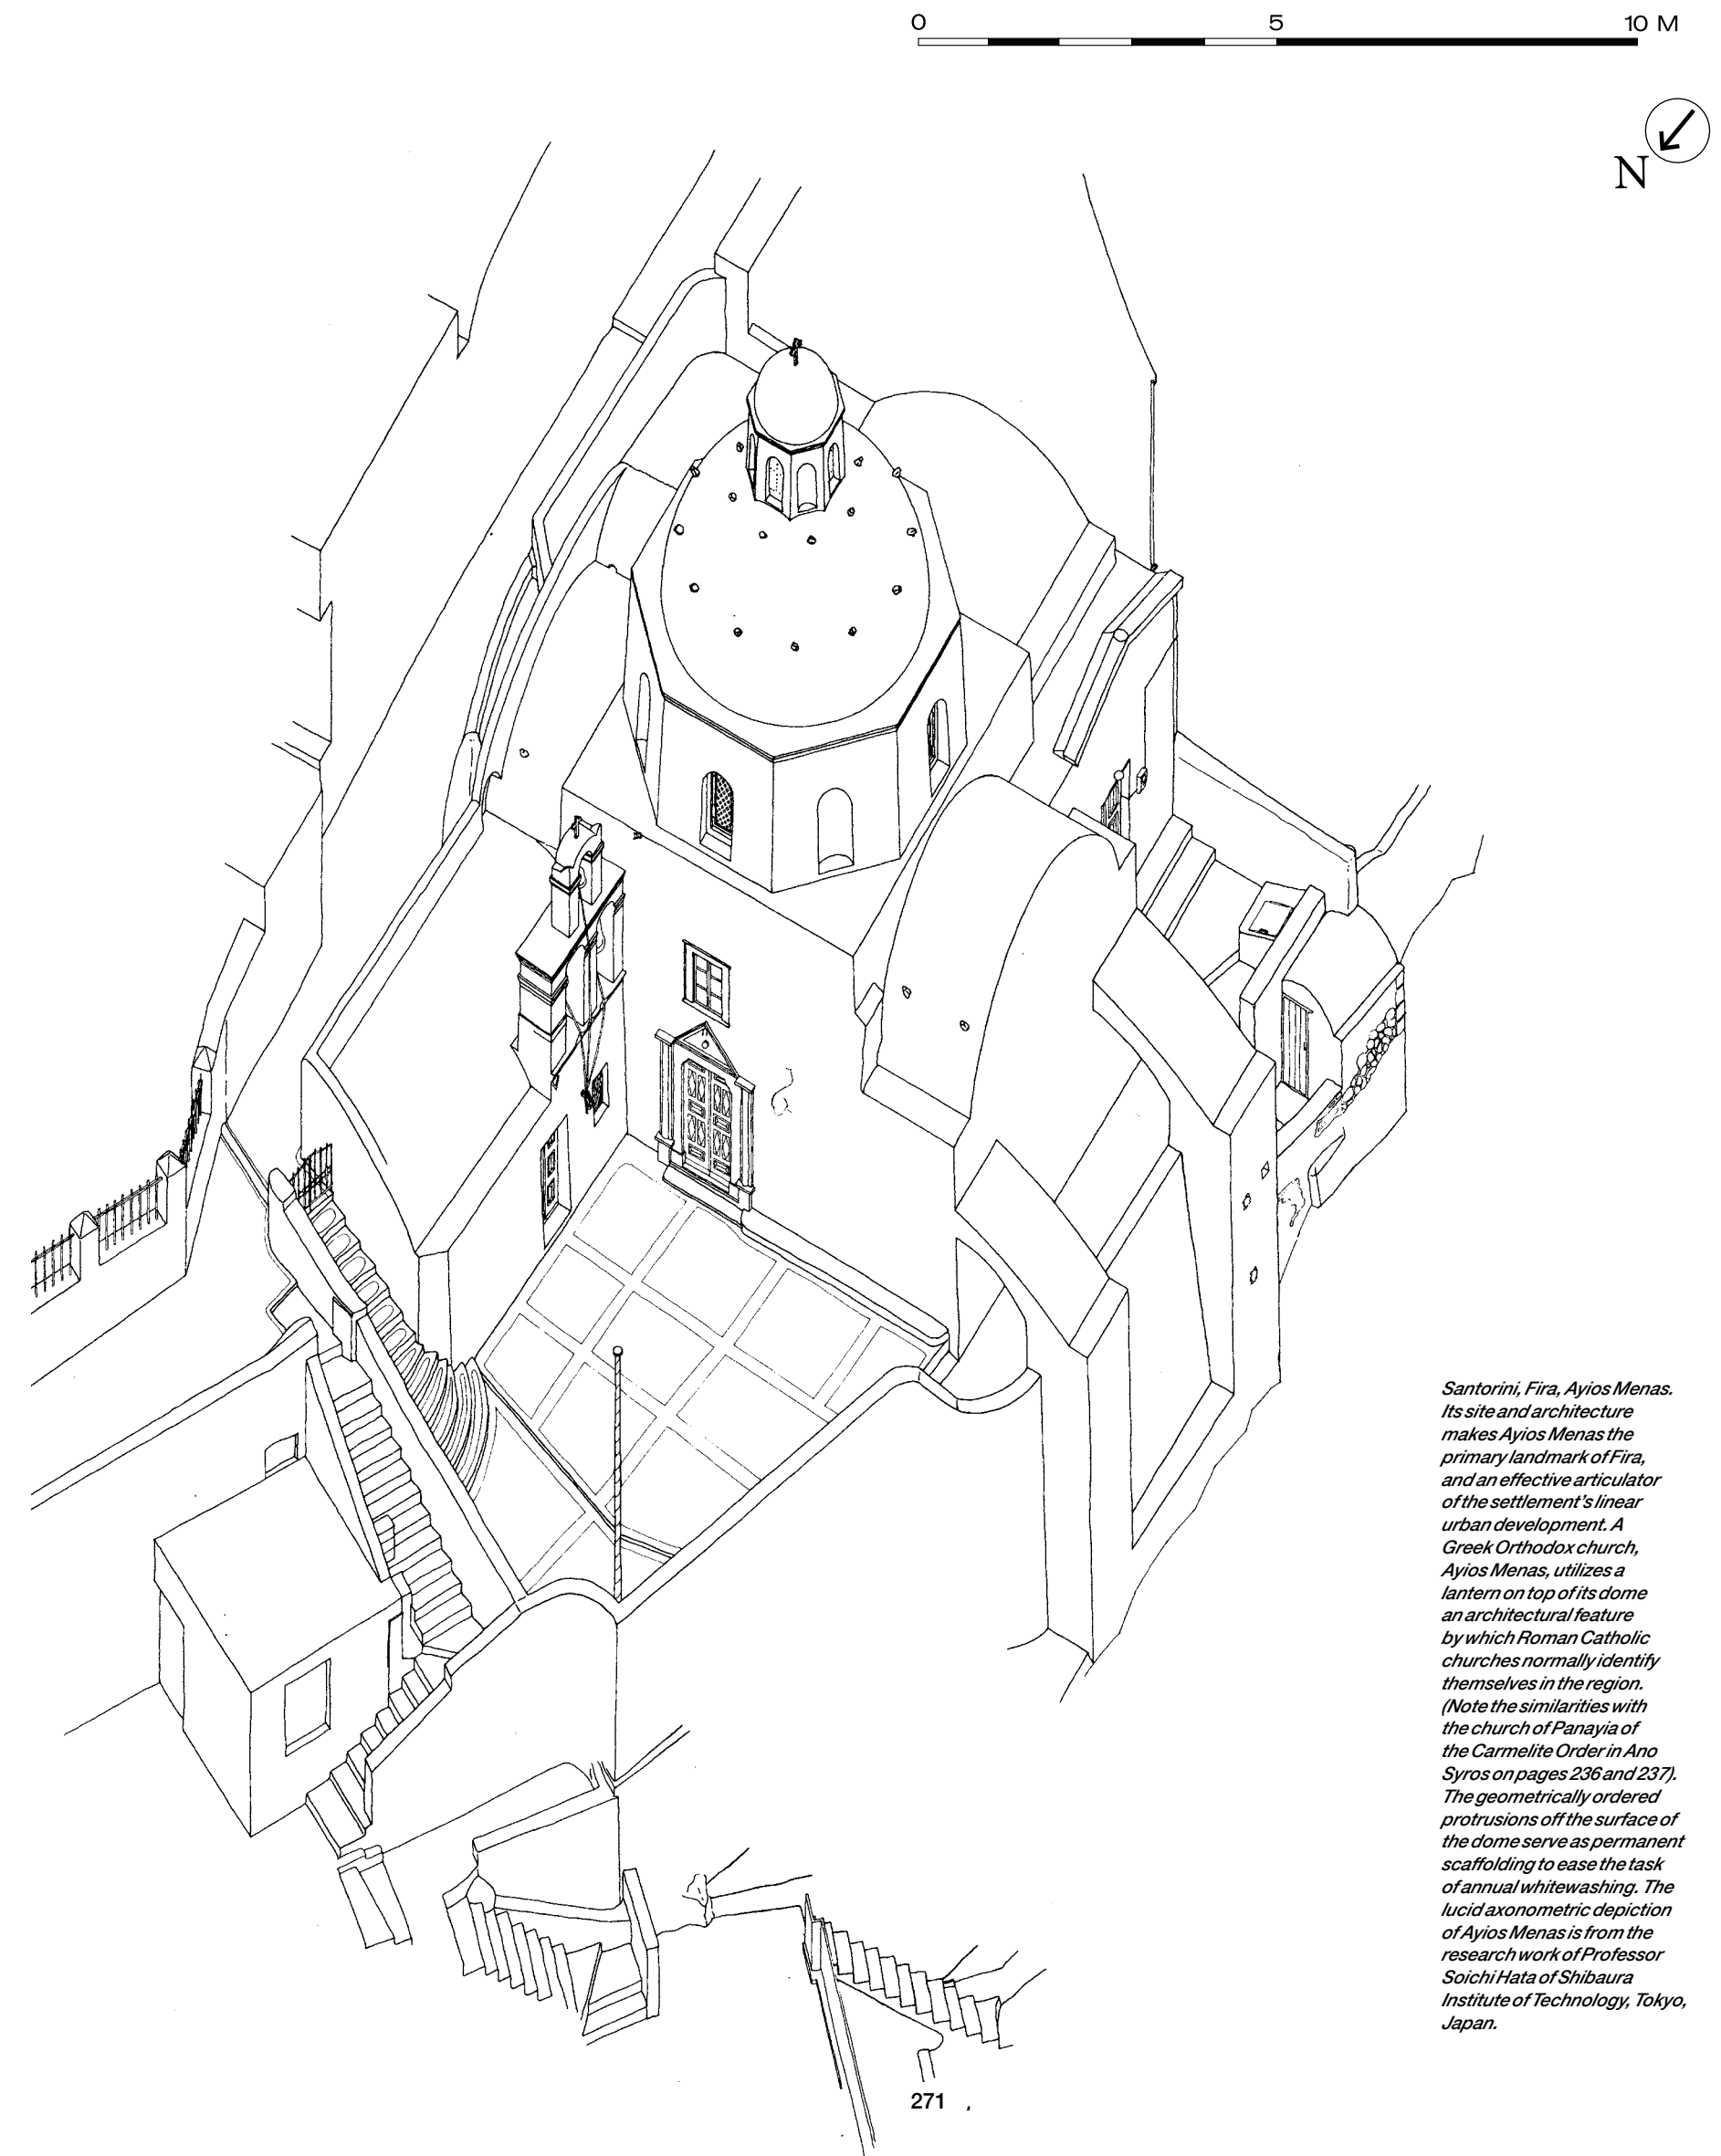 0 5 10 M
N
Santorini, Fira, Ayios Menas.
Its site and architecture
makes Ayios Menas the
primary landmark of Fira,
and an effective articulator
of the settlement's linear
urban development. A
Greek Orthodox church,
Ayios Menas, utilizes a
lantern on top of its dome
an architectural feature
by which Roman Catholic
churches normally identify
themselves in the region.
(Note the similarities with
the church of Panayia of
the Carmelite Order in Ano
Syros on pages 236 and 237).
The geometrically ordered
protrusions off the surface of
the dome serve as permanent
scaffolding to ease the task
of annual whitewashing. The
lucid axonometric depiction
of Ayios Menas is from the
research work of Professor
Soichi Hata of Shibaura
Institute of Technology, Tokyo,
Japan.
271